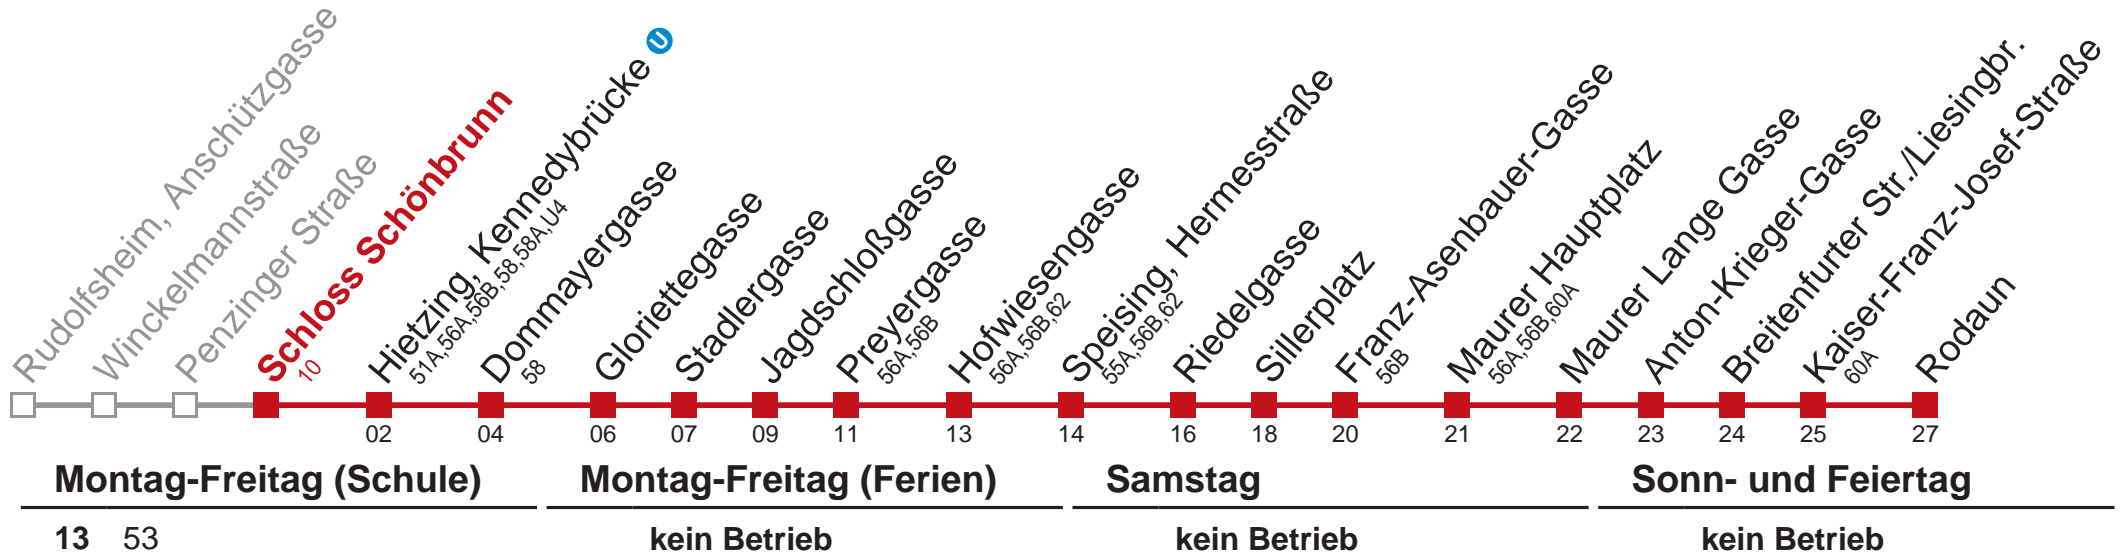 Rudolfsheim, Anschützgasse
Winckelmannstraße
Penzinger Straße
Schloss Schönbrunn
10
Hietzing, Kennedybrücke U
51A,56A,56B,58,58A,U4
Dommayergasse
58
Gloriettegasse
Stadlergasse
Jagdschloßgasse
Preyergasse
56A,56B
Hofwiesengasse
56A,56B,62
Speising, Hermesstraße
55A,56B,62
Riedelgasse
Sillerplatz
Franz-Asenbauer-Gasse
56B
Maurer Hauptplatz
56A,56B,60A
Maurer Lange Gasse
Anton-Krieger-Gasse
Breitenfurter Str./Liesingbr.
Kaiser-Franz-Josef-Straße
60A
Rodaun
02 04 06 07 09 11 13 14 16 18 20 21 22 23 24 25 27
Montag-Freitag (Schule) Montag-Freitag (Ferien) Samstag Sonn- und Feiertag
13 53 kein Betrieb kein Betrieb kein Betrieb